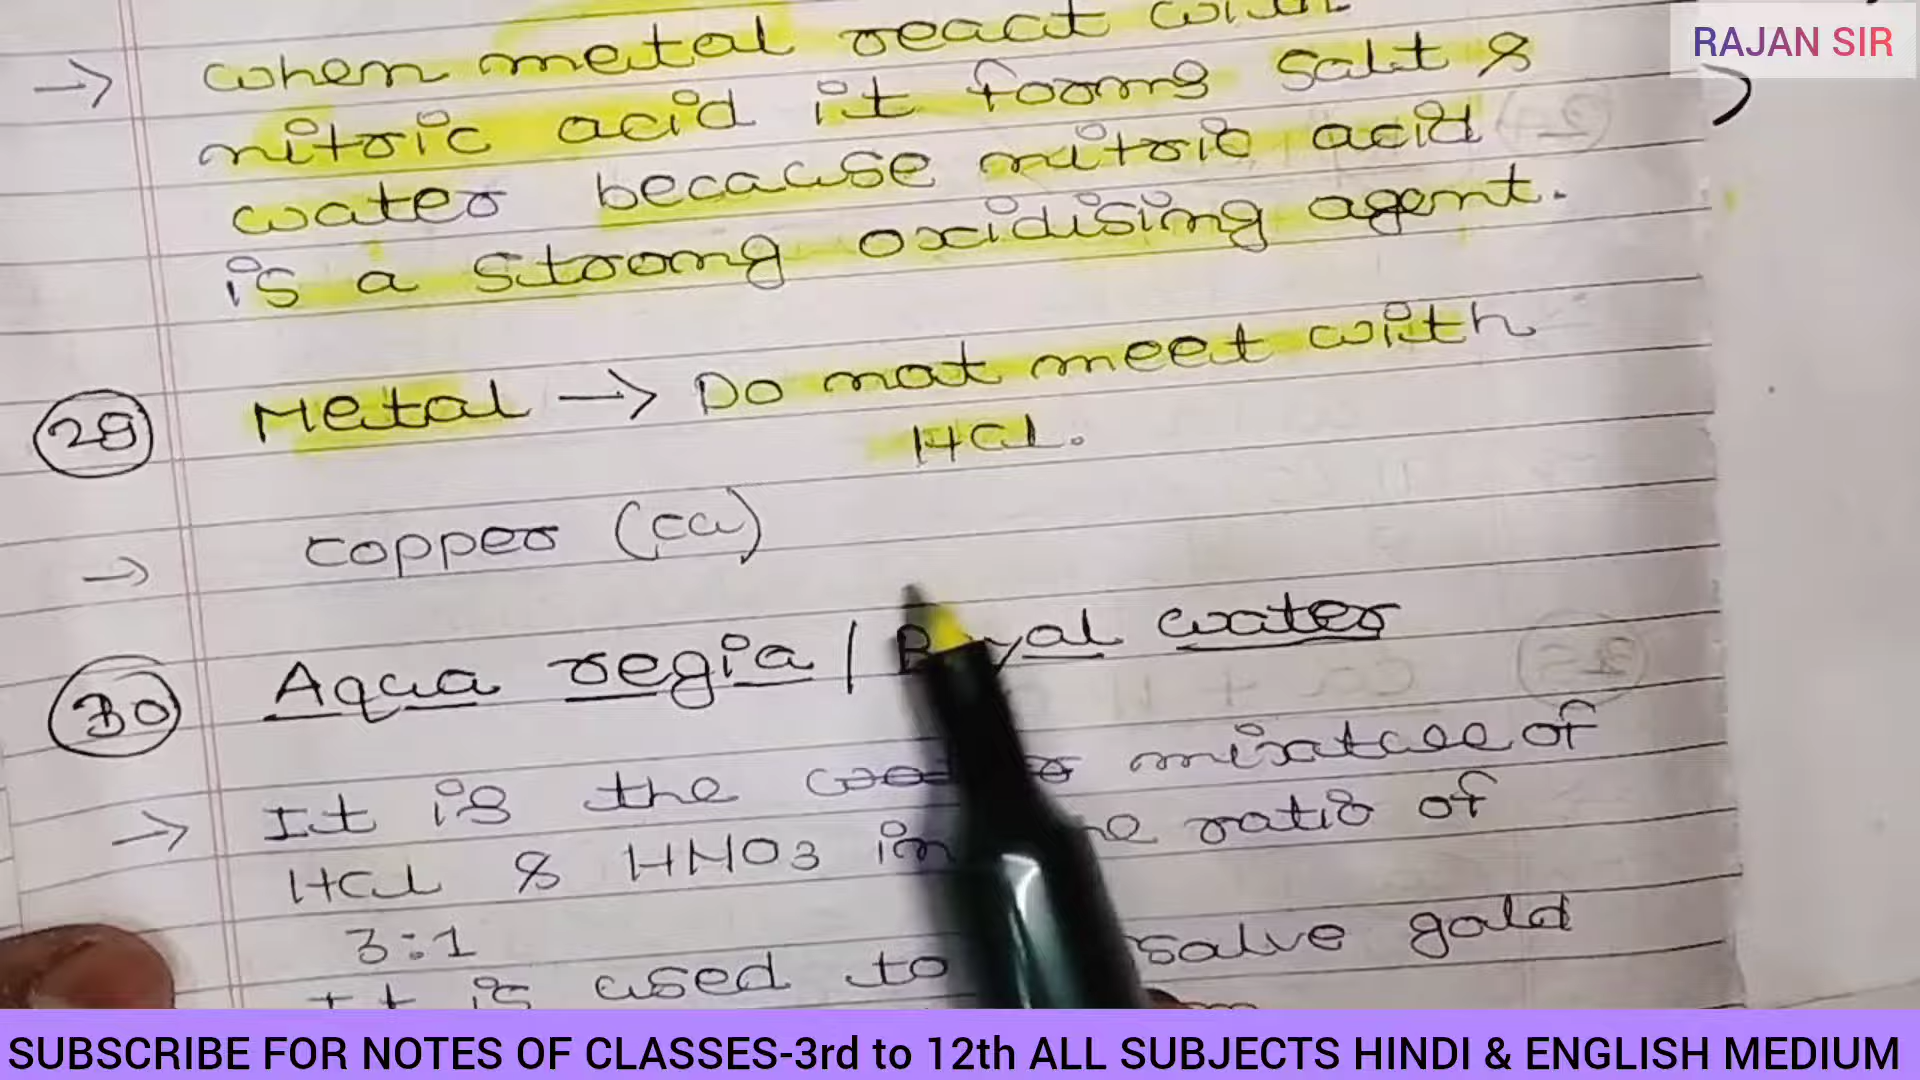 RAJAN SIR
→ when metal react with
nitric acid it forms salt &
water because nitric acid
is a strong oxidising agent.
29 Metal → Do not meet with
HCl.
→ copper (cu)
30 Aqua regia / Royal water
→ It is the mixture of
HCl & HNO3 in ratio of
3:1
It is used to gold
SUBSCRIBE FOR NOTES OF CLASSES-3rd to 12th ALL SUBJECTS HINDI & ENGLISH MEDIUM